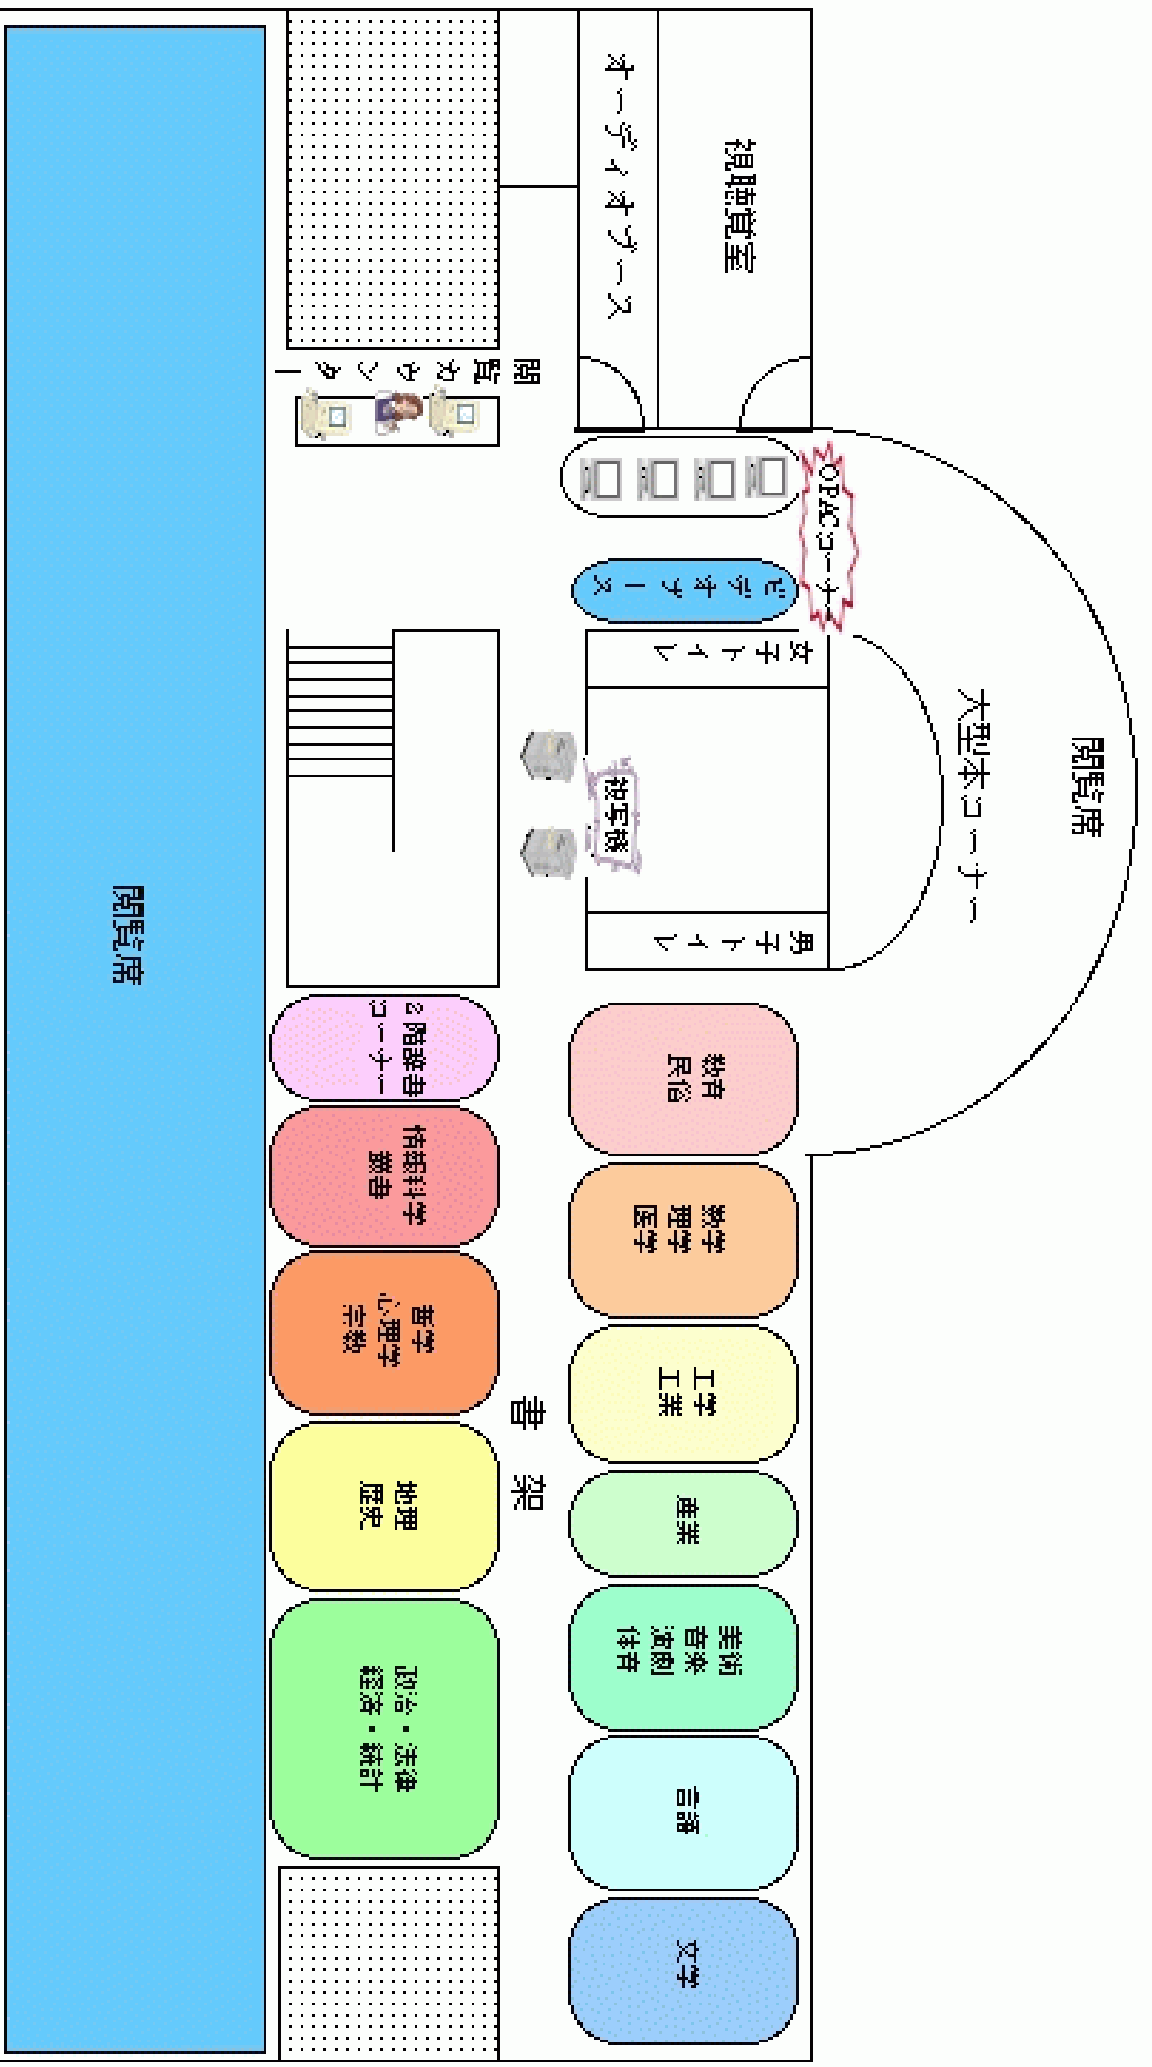 視聴覚室
オーディオブース
閲覧カウンター
OPACコーナー
ビデオブース
女子トイレ
複写機
男子トイレ
大型本コーナー
閲覧席
閲覧席
2階辞書
コーナー
情報科学
叢書
哲学
心理学
宗教
地理
歴史
政治・法律
経済・統計
書架
教育
民俗
数学
理学
医学
工学
工業
産業
美術
音楽
演劇
体育
言語
文学